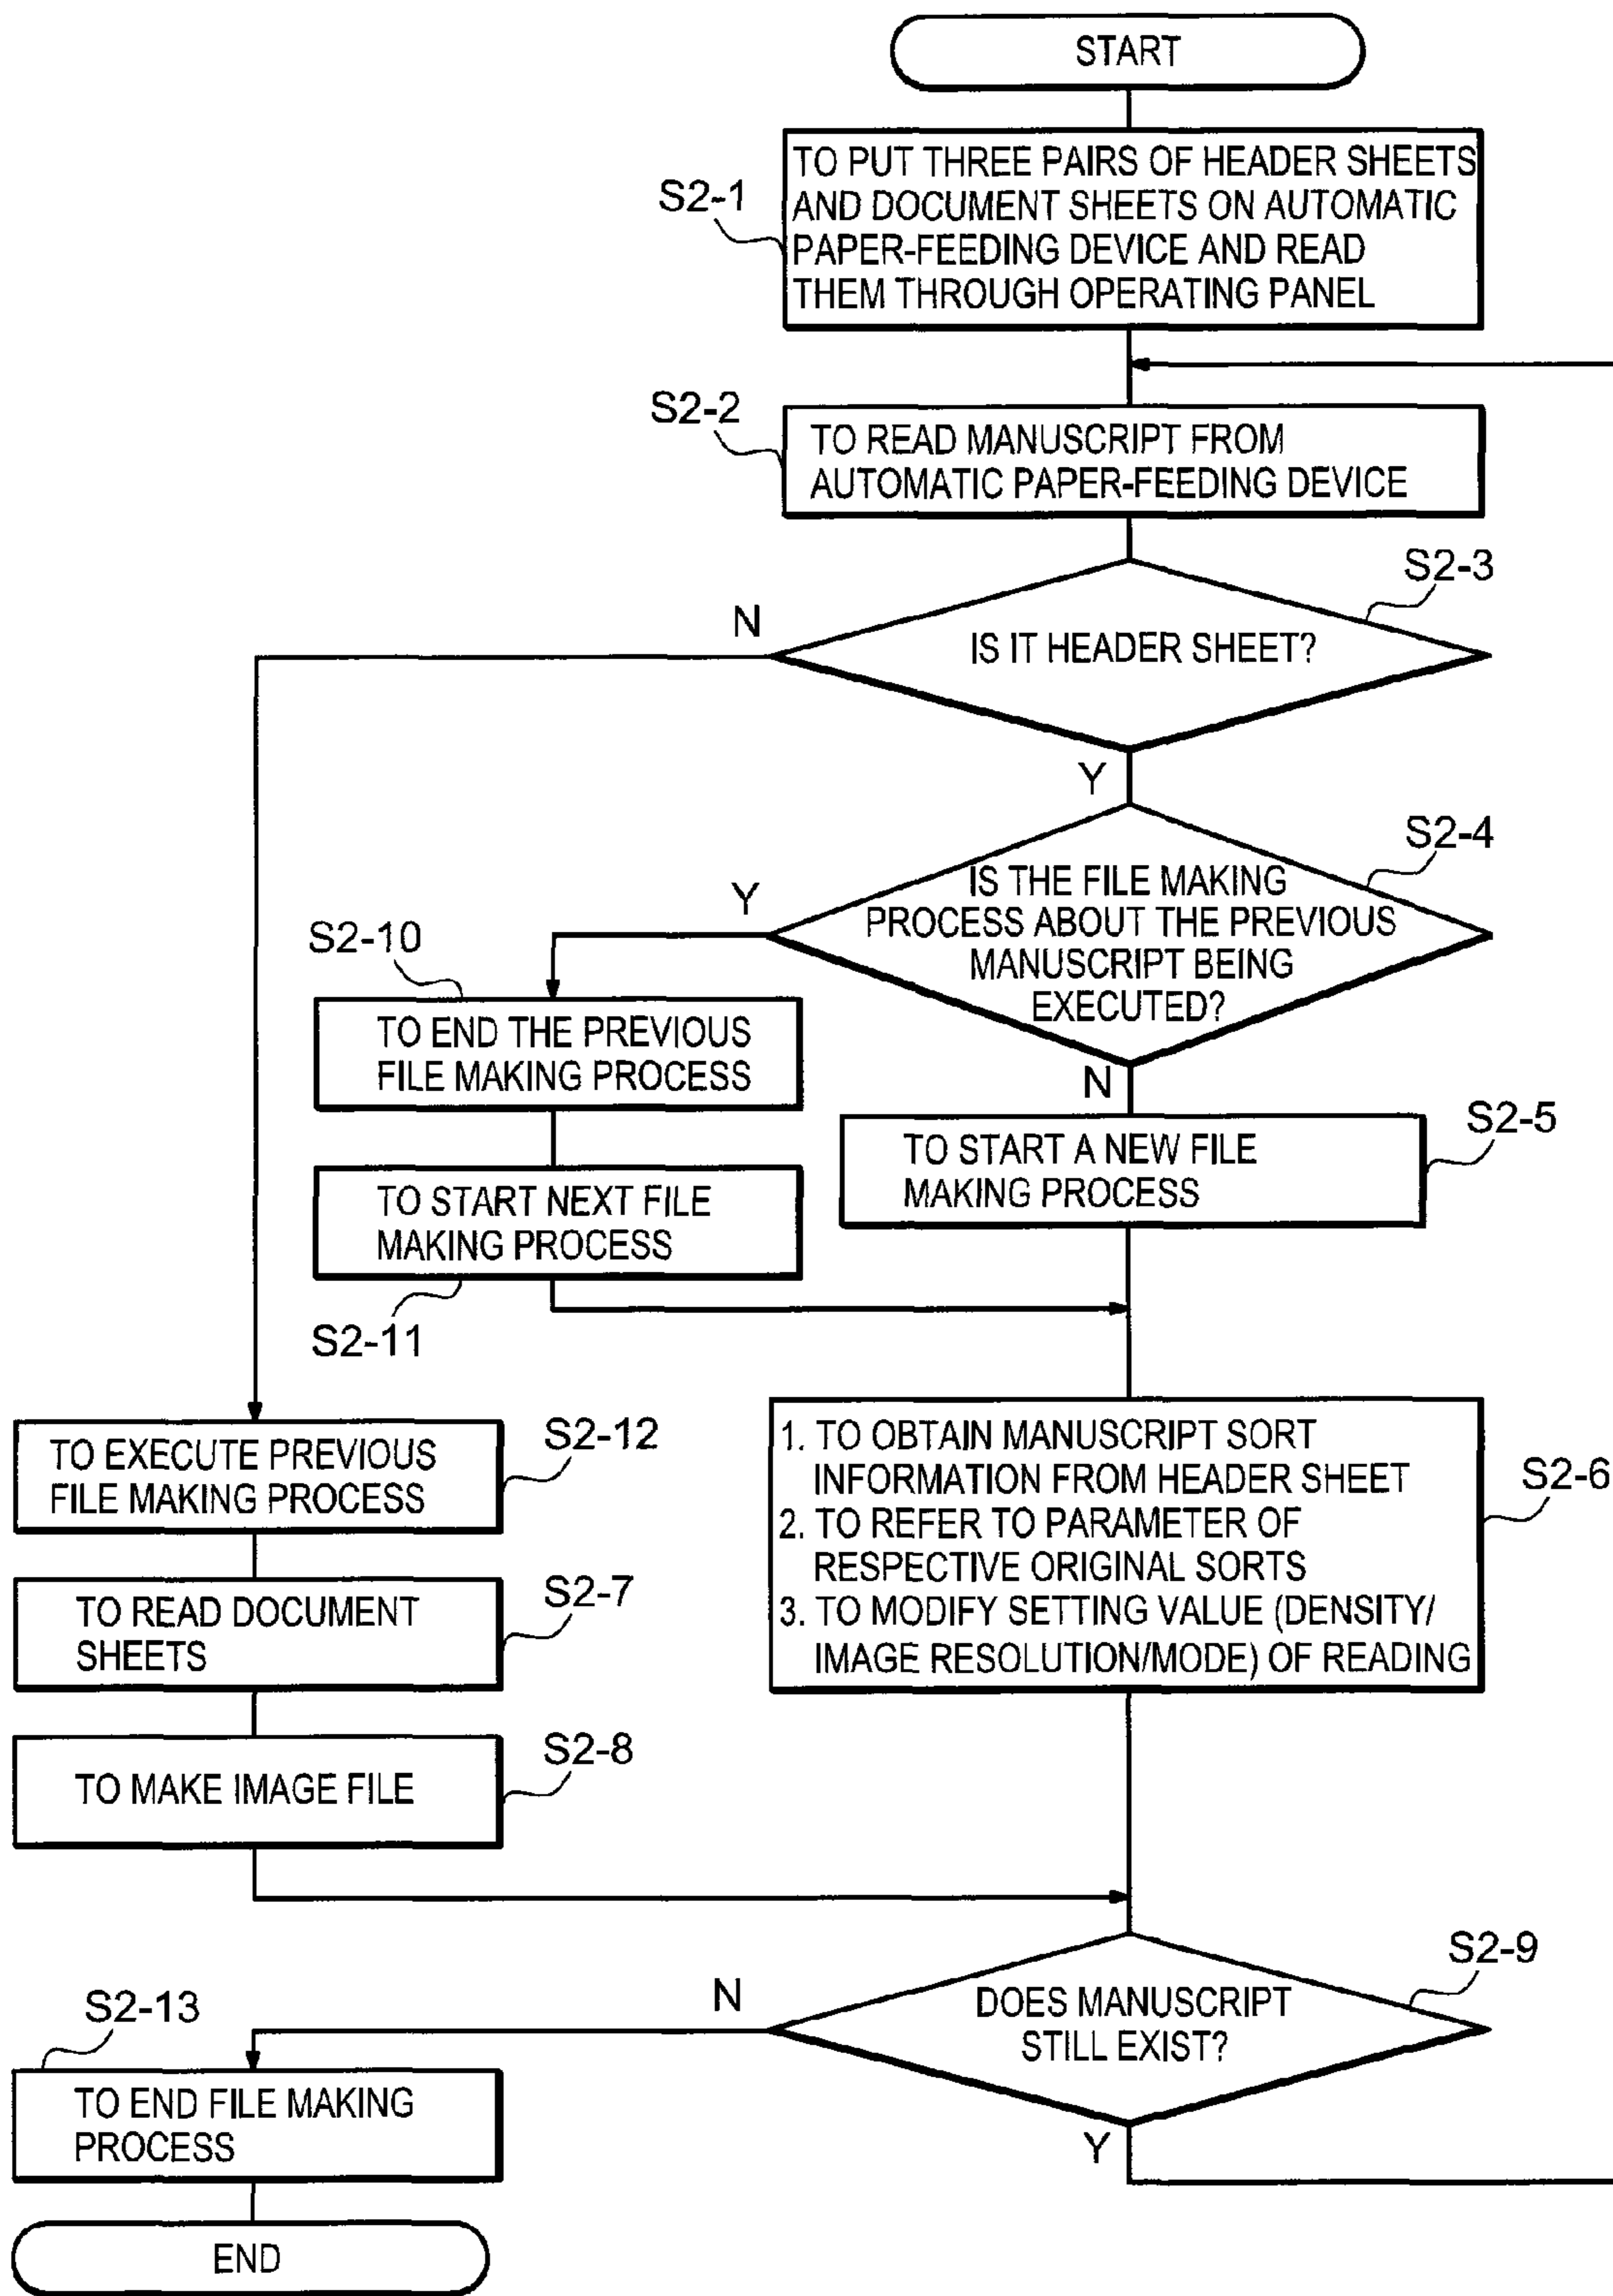 START
S2-1
TO PUT THREE PAIRS OF HEADER SHEETS
AND DOCUMENT SHEETS ON AUTOMATIC
PAPER-FEEDING DEVICE AND READ
THEM THROUGH OPERATING PANEL
S2-2
TO READ MANUSCRIPT FROM
AUTOMATIC PAPER-FEEDING DEVICE
S2-3
N
IS IT HEADER SHEET?
Y
S2-4
Y
IS THE FILE MAKING
PROCESS ABOUT THE PREVIOUS
MANUSCRIPT BEING
EXECUTED?
S2-10
TO END THE PREVIOUS
FILE MAKING PROCESS
N
S2-5
TO START A NEW FILE
MAKING PROCESS
TO START NEXT FILE
MAKING PROCESS
S2-11
TO EXECUTE PREVIOUS
FILE MAKING PROCESS
S2-12
1. TO OBTAIN MANUSCRIPT SORT
INFORMATION FROM HEADER SHEET
2. TO REFER TO PARAMETER OF
RESPECTIVE ORIGINAL SORTS
3. TO MODIFY SETTING VALUE (DENSITY/
IMAGE RESOLUTION/MODE) OF READING
S2-6
TO READ DOCUMENT
SHEETS
S2-7
TO MAKE IMAGE FILE
S2-8
S2-9
N
DOES MANUSCRIPT
STILL EXIST?
S2-13
TO END FILE MAKING
PROCESS
Y
END